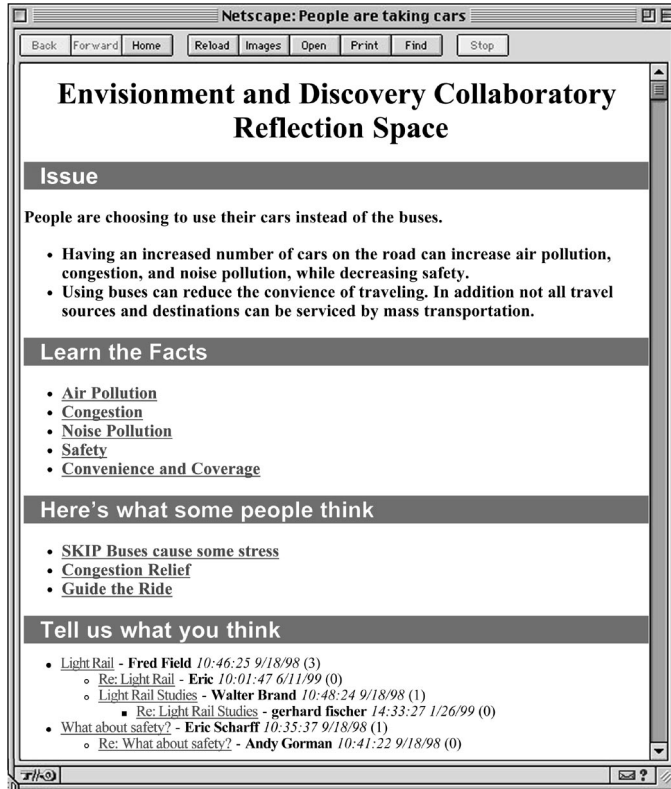 Netscape: People are taking cars
Back Forward Home Reload Images Open Print Find Stop
Envisionment and Discovery Collaboratory
Reflection Space
Issue
People are choosing to use their cars instead of the buses.
• Having an increased number of cars on the road can increase air pollution,
congestion, and noise pollution, while decreasing safety.
• Using buses can reduce the convience of traveling. In addition not all travel
sources and destinations can be serviced by mass transportation.
Learn the Facts
• Air Pollution
• Congestion
• Noise Pollution
• Safety
• Convenience and Coverage
Here's what some people think
• SKIP Buses cause some stress
• Congestion Relief
• Guide the Ride
Tell us what you think
• Light Rail - Fred Field 10:46:25 9/18/98 (3)
◦ Re: Light Rail - Eric 10:01:47 6/11/99 (0)
◦ Light Rail Studies - Walter Brand 10:48:24 9/18/98 (1)
▪ Re: Light Rail Studies - gerhard fischer 14:33:27 1/26/99 (0)
• What about safety? - Eric Scharff 10:35:37 9/18/98 (1)
◦ Re: What about safety? - Andy Gorman 10:41:22 9/18/98 (0)